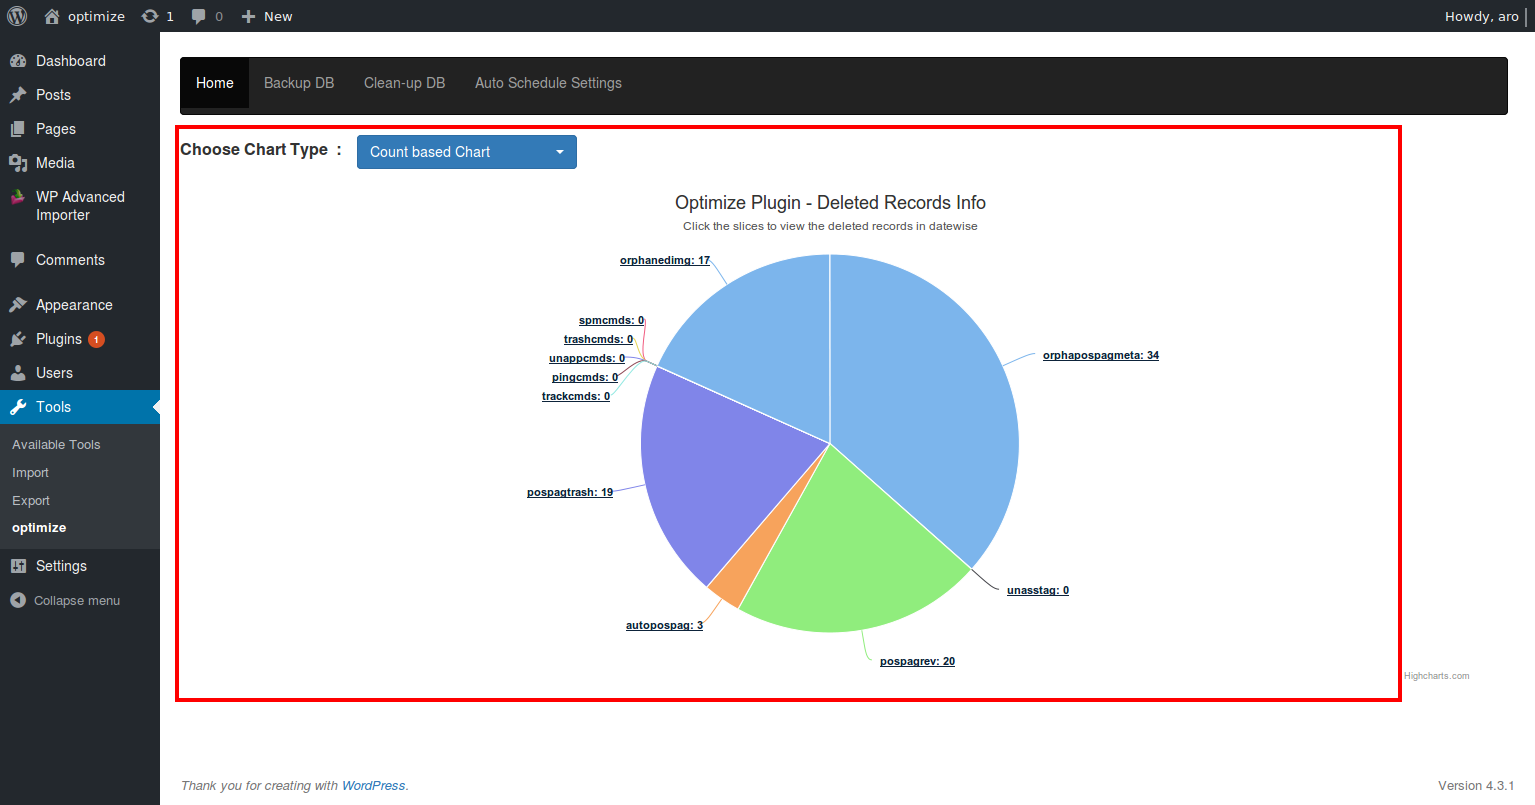 optimize 1 0 New
Howdy, aro
Dashboard
Posts
Pages
Media
WP Advanced
Importer
Comments
Appearance
Plugins 1
Users
Tools
Available Tools
Import
Export
optimize
Settings
Collapse menu
Home Backup DB Clean-up DB Auto Schedule Settings
Choose Chart Type :
Count based Chart
Optimize Plugin - Deleted Records Info
Click the slices to view the deleted records in datewise
orphanedimg: 17
spmcmds: 0
trashcmds: 0
unappcmds: 0
pingcmds: 0
trackcmds: 0
orphapospagmeta: 34
pospagtrash: 19
unasstag: 0
autopospag: 3
pospagrev: 20
Highcharts.com
Thank you for creating with WordPress.
Version 4.3.1